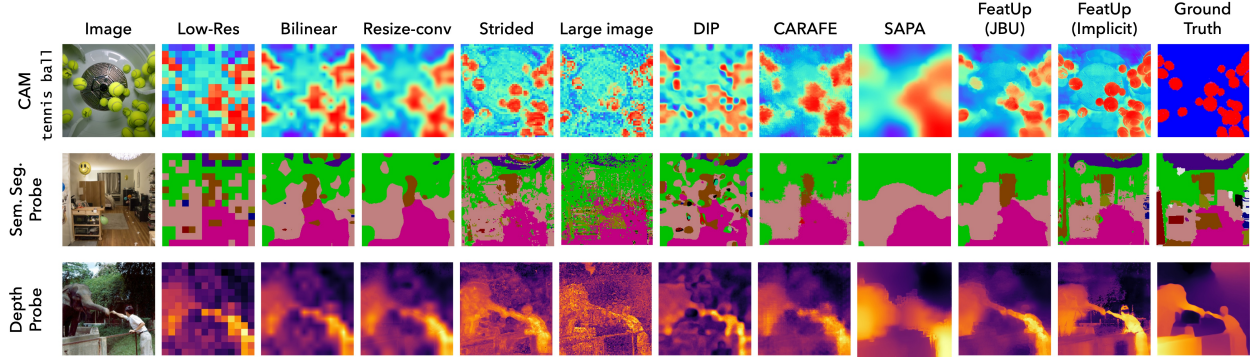 Image Low-Res Bilinear Resize-conv Strided Large image DIP CARAFE SAPA FeatUp (JBU) FeatUp (Implicit) Ground Truth
CAM
tennis ball
Sem. Seg.
Probe
Depth
Probe